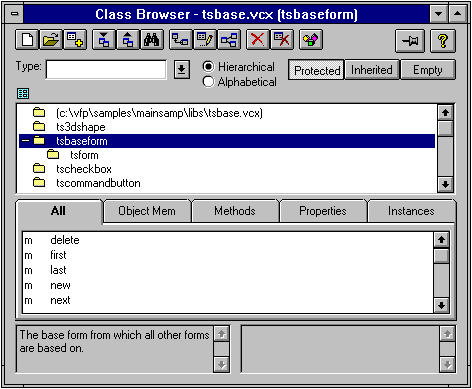 Class Browser - tsbase.vcx (tsbaseform)
Type:
Hierarchical
Alphabetical
Protected Inherited Empty
(c:\vfp\samples\mainsamp\libs\tsbase.vcx)
ts3dshape
tsbaseform
tsform
tscheckbox
tscommandbutton
All Object Mem Methods Properties Instances
m delete
m first
m last
m new
m next
The base form from which all other forms
are based on.